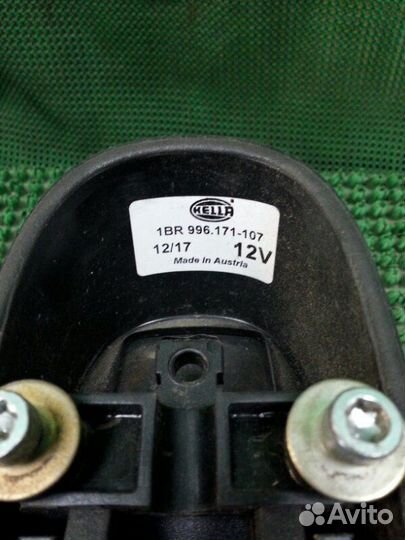 HELLA
1BR 996.171-107
12/17 12V
Made in Austria
Avito